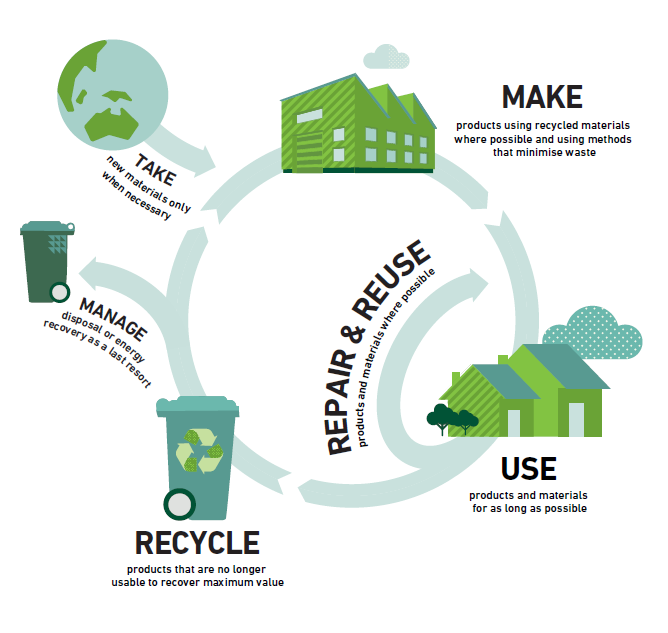 MAKE
products using recycled materials
where possible and using methods
that minimise waste
TAKE
new materials only
when necessary
REPAIR & REUSE
products and materials where possible
MANAGE
disposal or energy
recovery as a last resort
USE
products and materials
for as long as possible
RECYCLE
products that are no longer
usable to recover maximum value